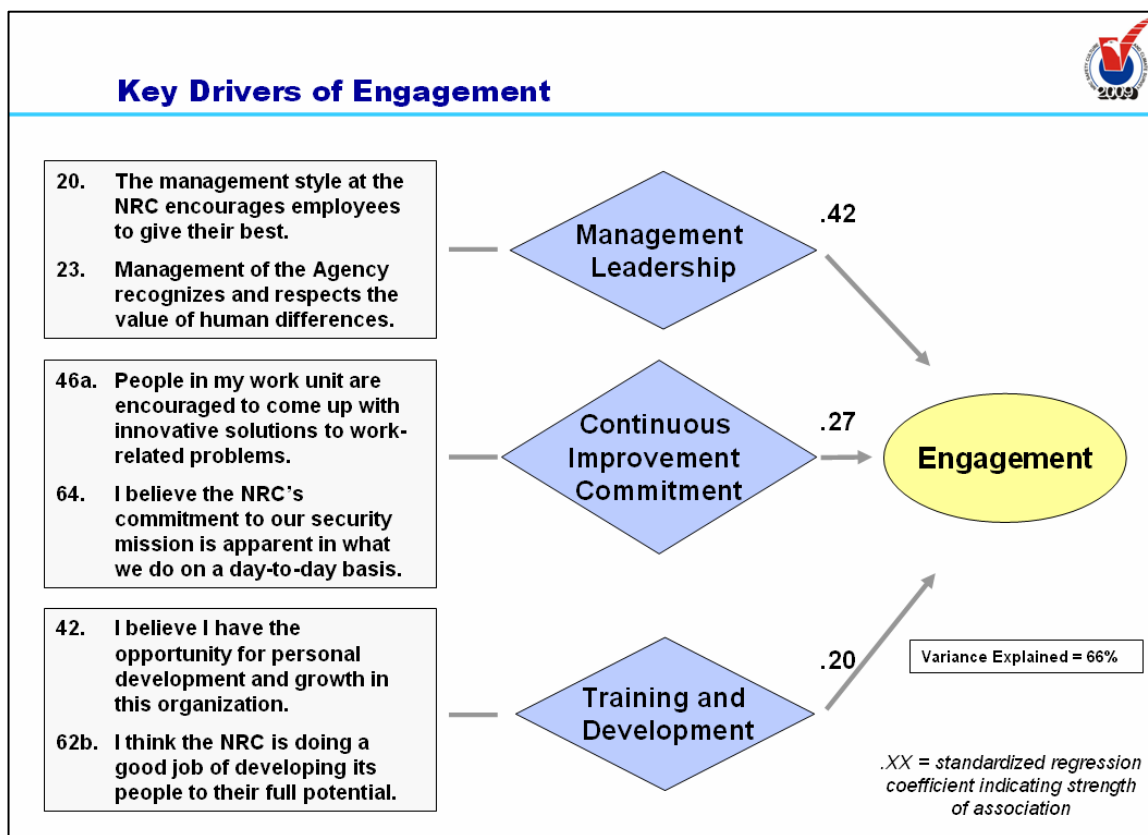 Key Drivers of Engagement
2009
20. The management style at the
NRC encourages employees
to give their best.
23. Management of the Agency
recognizes and respects the
value of human differences.
Management
Leadership
.42
46a. People in my work unit are
encouraged to come up with
innovative solutions to work-
related problems.
64. I believe the NRC’s
commitment to our security
mission is apparent in what
we do on a day-to-day basis.
Continuous
Improvement
Commitment
.27
Engagement
42. I believe I have the
opportunity for personal
development and growth in
this organization.
62b. I think the NRC is doing a
good job of developing its
people to their full potential.
Training and
Development
.20
Variance Explained = 66%
.XX = standardized regression
coefficient indicating strength
of association